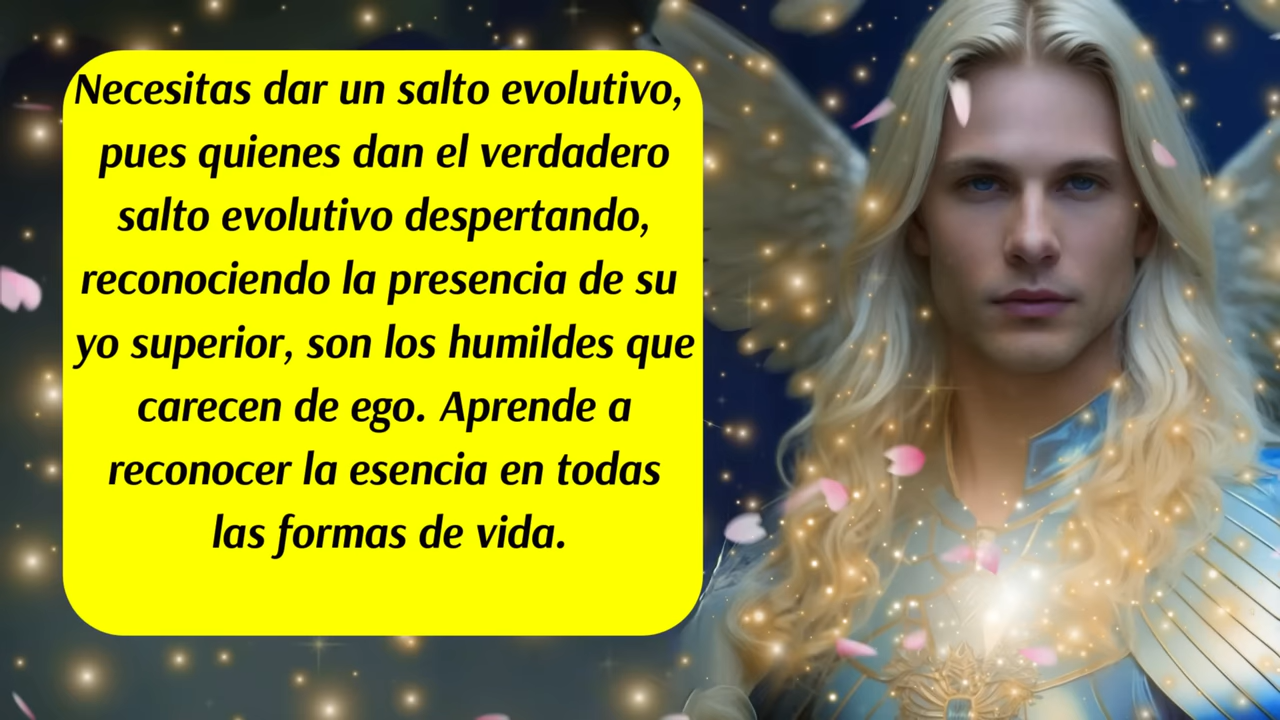 Necesitas dar un salto evolutivo,
pues quienes dan el verdadero
salto evolutivo despertando,
reconociendo la presencia de su
yo superior, son los humildes que
carecen de ego. Aprende a
reconocer la esencia en todas
las formas de vida.